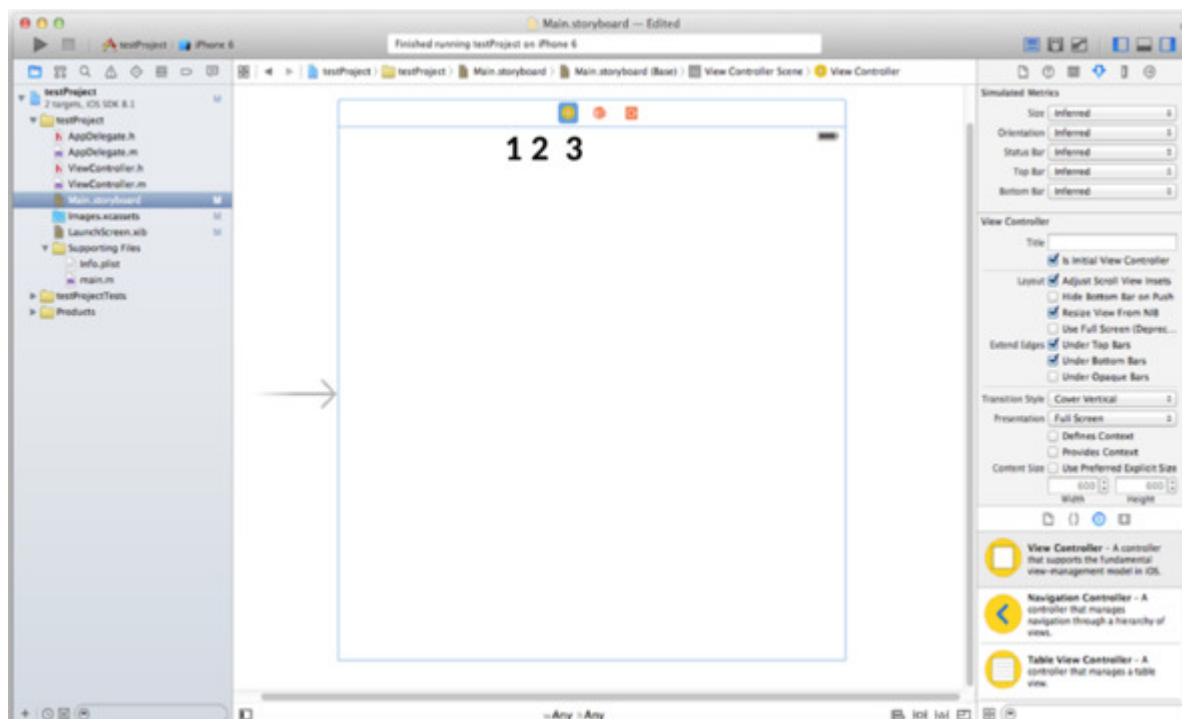 Main.storyboard — Edited
testProject iPhone 6
Finished running testProject on iPhone 6
testProject
2 targets, iOS SDK 8.1
M
testProject
AppDelegate.h
AppDelegate.m
ViewController.h
ViewController.m
Main.storyboard M
Images.xcassets M
LaunchScreen.xib M
Supporting Files
Info.plist
main.m
testProjectTests
Products
testProject testProject Main.storyboard Main.storyboard (Base) View Controller Scene View Controller
1 2 3
wAny hAny
Simulated Metrics
Size Inferred
Orientation Inferred
Status Bar Inferred
Top Bar Inferred
Bottom Bar Inferred
View Controller
Title
Is Initial View Controller
Layout Adjust Scroll View Insets
Hide Bottom Bar on Push
Resize View From NIB
Use Full Screen (Deprec...
Extend Edges Under Top Bars
Under Bottom Bars
Under Opaque Bars
Transition Style Cover Vertical
Presentation Full Screen
Defines Context
Provides Context
Content Size Use Preferred Explicit Size
600 600
Width Height
View Controller - A controller
that supports the fundamental
view-management model in iOS.
Navigation Controller - A
controller that manages
navigation through a hierarchy of
views.
Table View Controller - A
controller that manages a table
view.